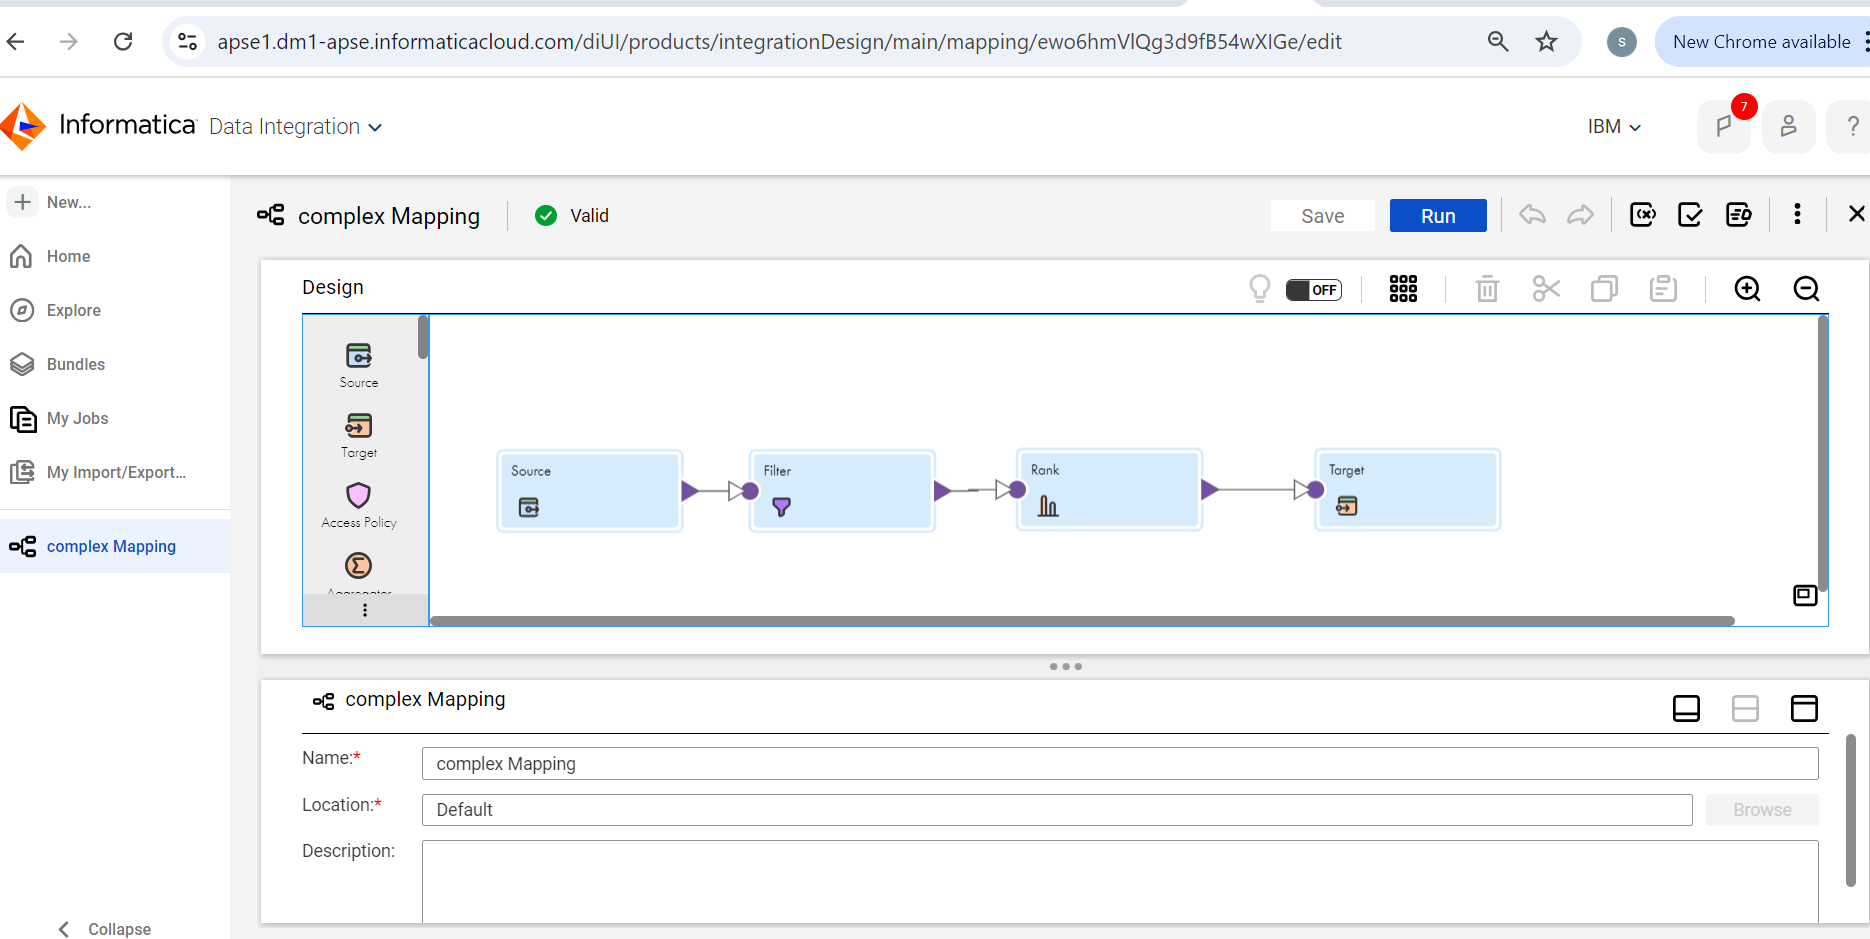 apse1.dm1-apse.informaticacloud.com/diUI/products/integrationDesign/main/mapping/ewo6hmVlQg3d9fB54wXIGe/edit
s
New Chrome available
Informatica Data Integration
IBM
7
?
New...
Home
Explore
Bundles
My Jobs
My Import/Export...
complex Mapping
Collapse
complex Mapping
Valid
Save
Run
Design
OFF
Source
Target
Access Policy
Aggregator
Source
Filter
Rank
Target
complex Mapping
Name:*
complex Mapping
Location:*
Default
Browse
Description: